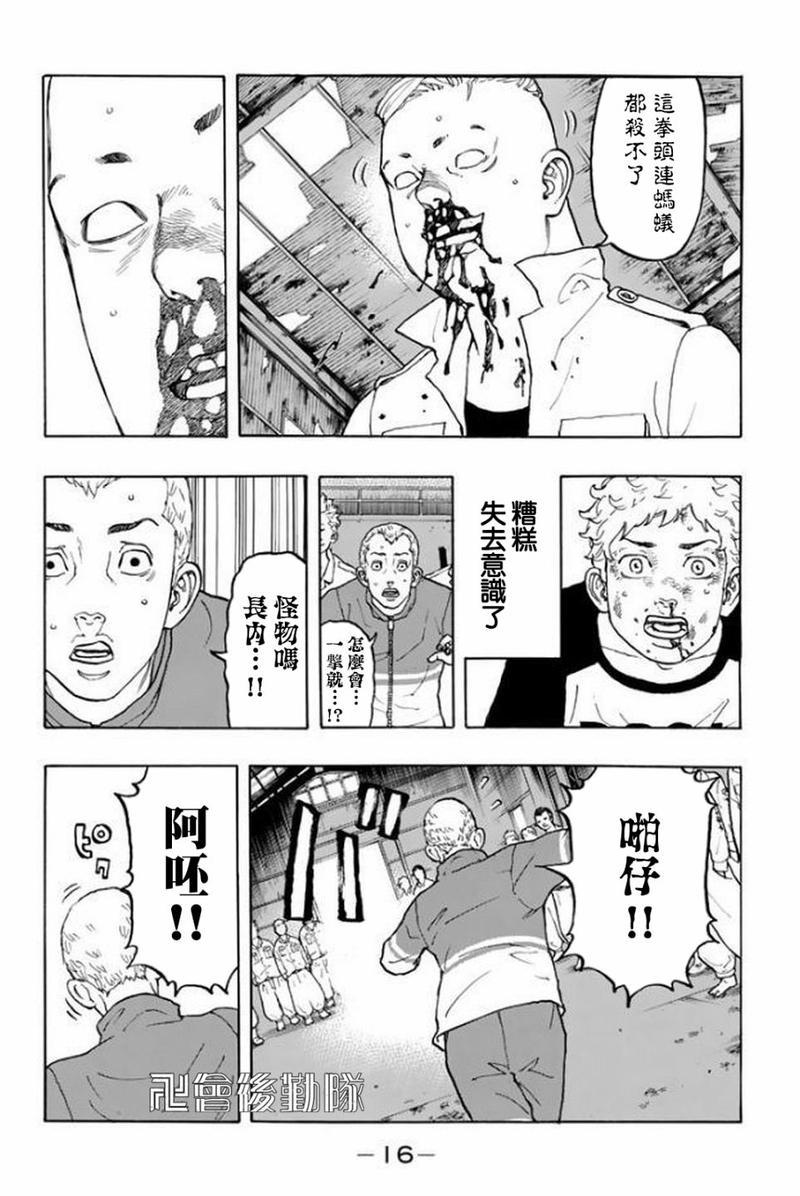 這拳頭連螞蟻
都殺不了
糟糕
失去意識了
怎麼會…
一擊就…!?
怪物嗎
長內…!!
啪仔!!
バッ
阿呸!!
ピク
卍會後勤隊
-16-